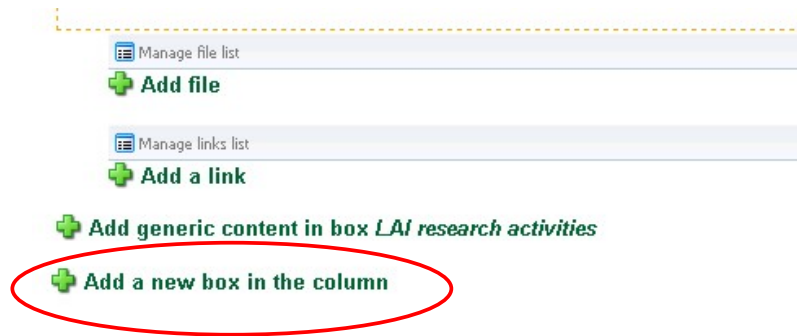 Manage file list
Add file
Manage links list
Add a link
Add generic content in box LAI research activities
Add a new box in the column